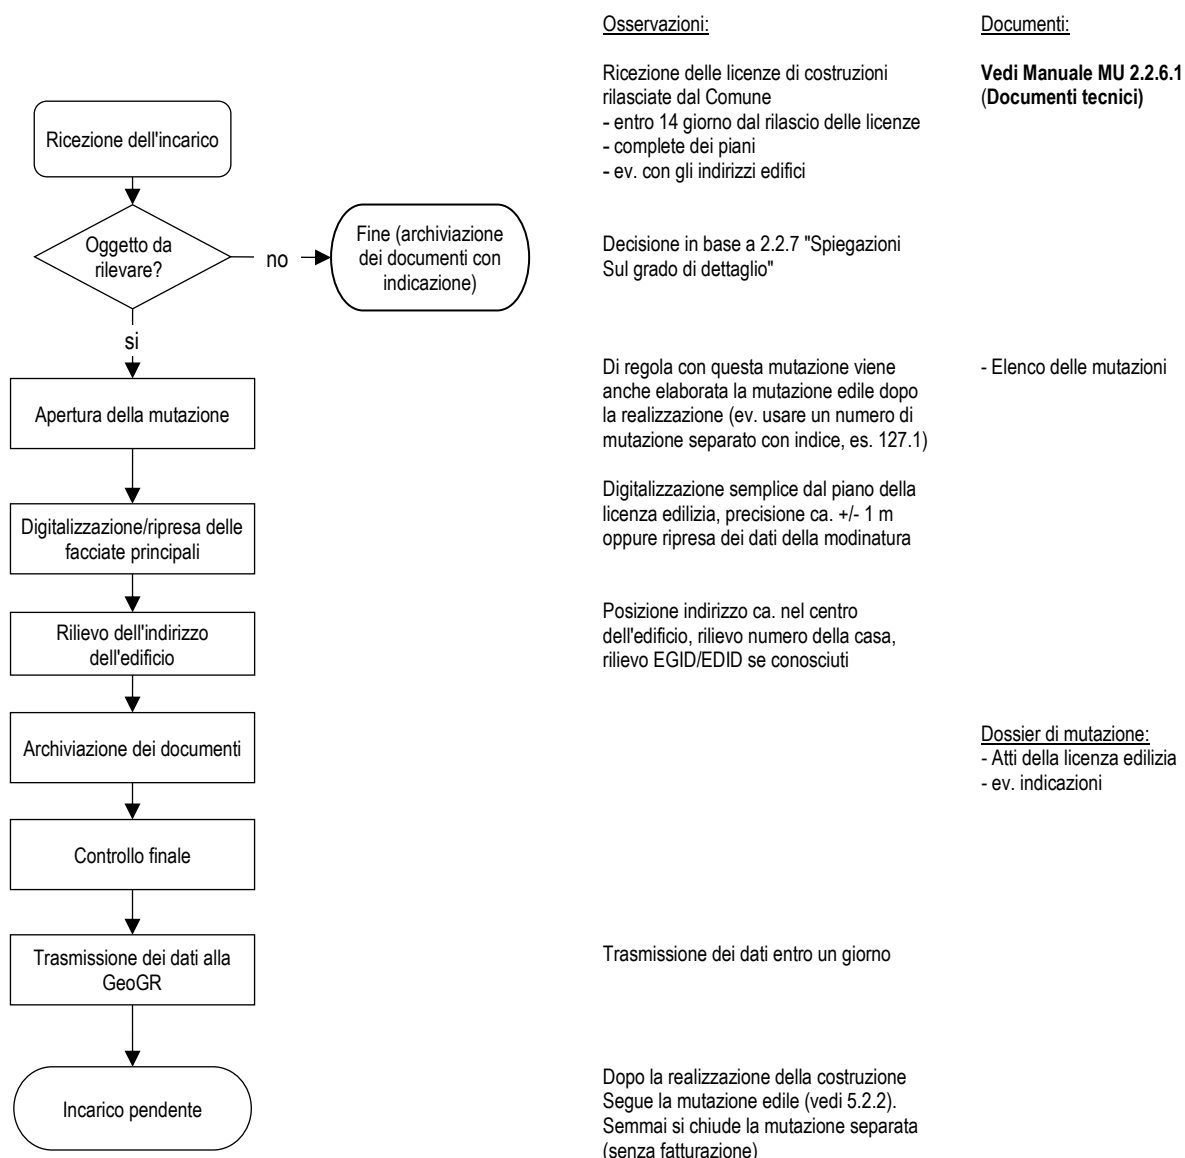 Osservazioni:
Documenti:
Ricezione dell'incarico
Ricezione delle licenze di costruzioni
rilasciate dal Comune
- entro 14 giorno dal rilascio delle licenze
- complete dei piani
- ev. con gli indirizzi edifici
Vedi Manuale MU 2.2.6.1
(Documenti tecnici)
Oggetto da
rilevare?
no
Fine (archiviazione
dei documenti con
indicazione)
Decisione in base a 2.2.7 "Spiegazioni
Sul grado di dettaglio"
si
Apertura della mutazione
Di regola con questa mutazione viene
anche elaborata la mutazione edile dopo
la realizzazione (ev. usare un numero di
mutazione separato con indice, es. 127.1)
- Elenco delle mutazioni
Digitalizzazione/ripresa delle
facciate principali
Digitalizzazione semplice dal piano della
licenza edilizia, precisione ca. +/- 1 m
oppure ripresa dei dati della modinatura
Rilievo dell'indirizzo
dell'edificio
Posizione indirizzo ca. nel centro
dell'edificio, rilievo numero della casa,
rilievo EGID/EDID se conosciuti
Archiviazione dei documenti
Dossier di mutazione:
- Atti della licenza edilizia
- ev. indicazioni
Controllo finale
Trasmissione dei dati alla
GeoGR
Trasmissione dei dati entro un giorno
Incarico pendente
Dopo la realizzazione della costruzione
Segue la mutazione edile (vedi 5.2.2).
Semmai si chiude la mutazione separata
(senza fatturazione)